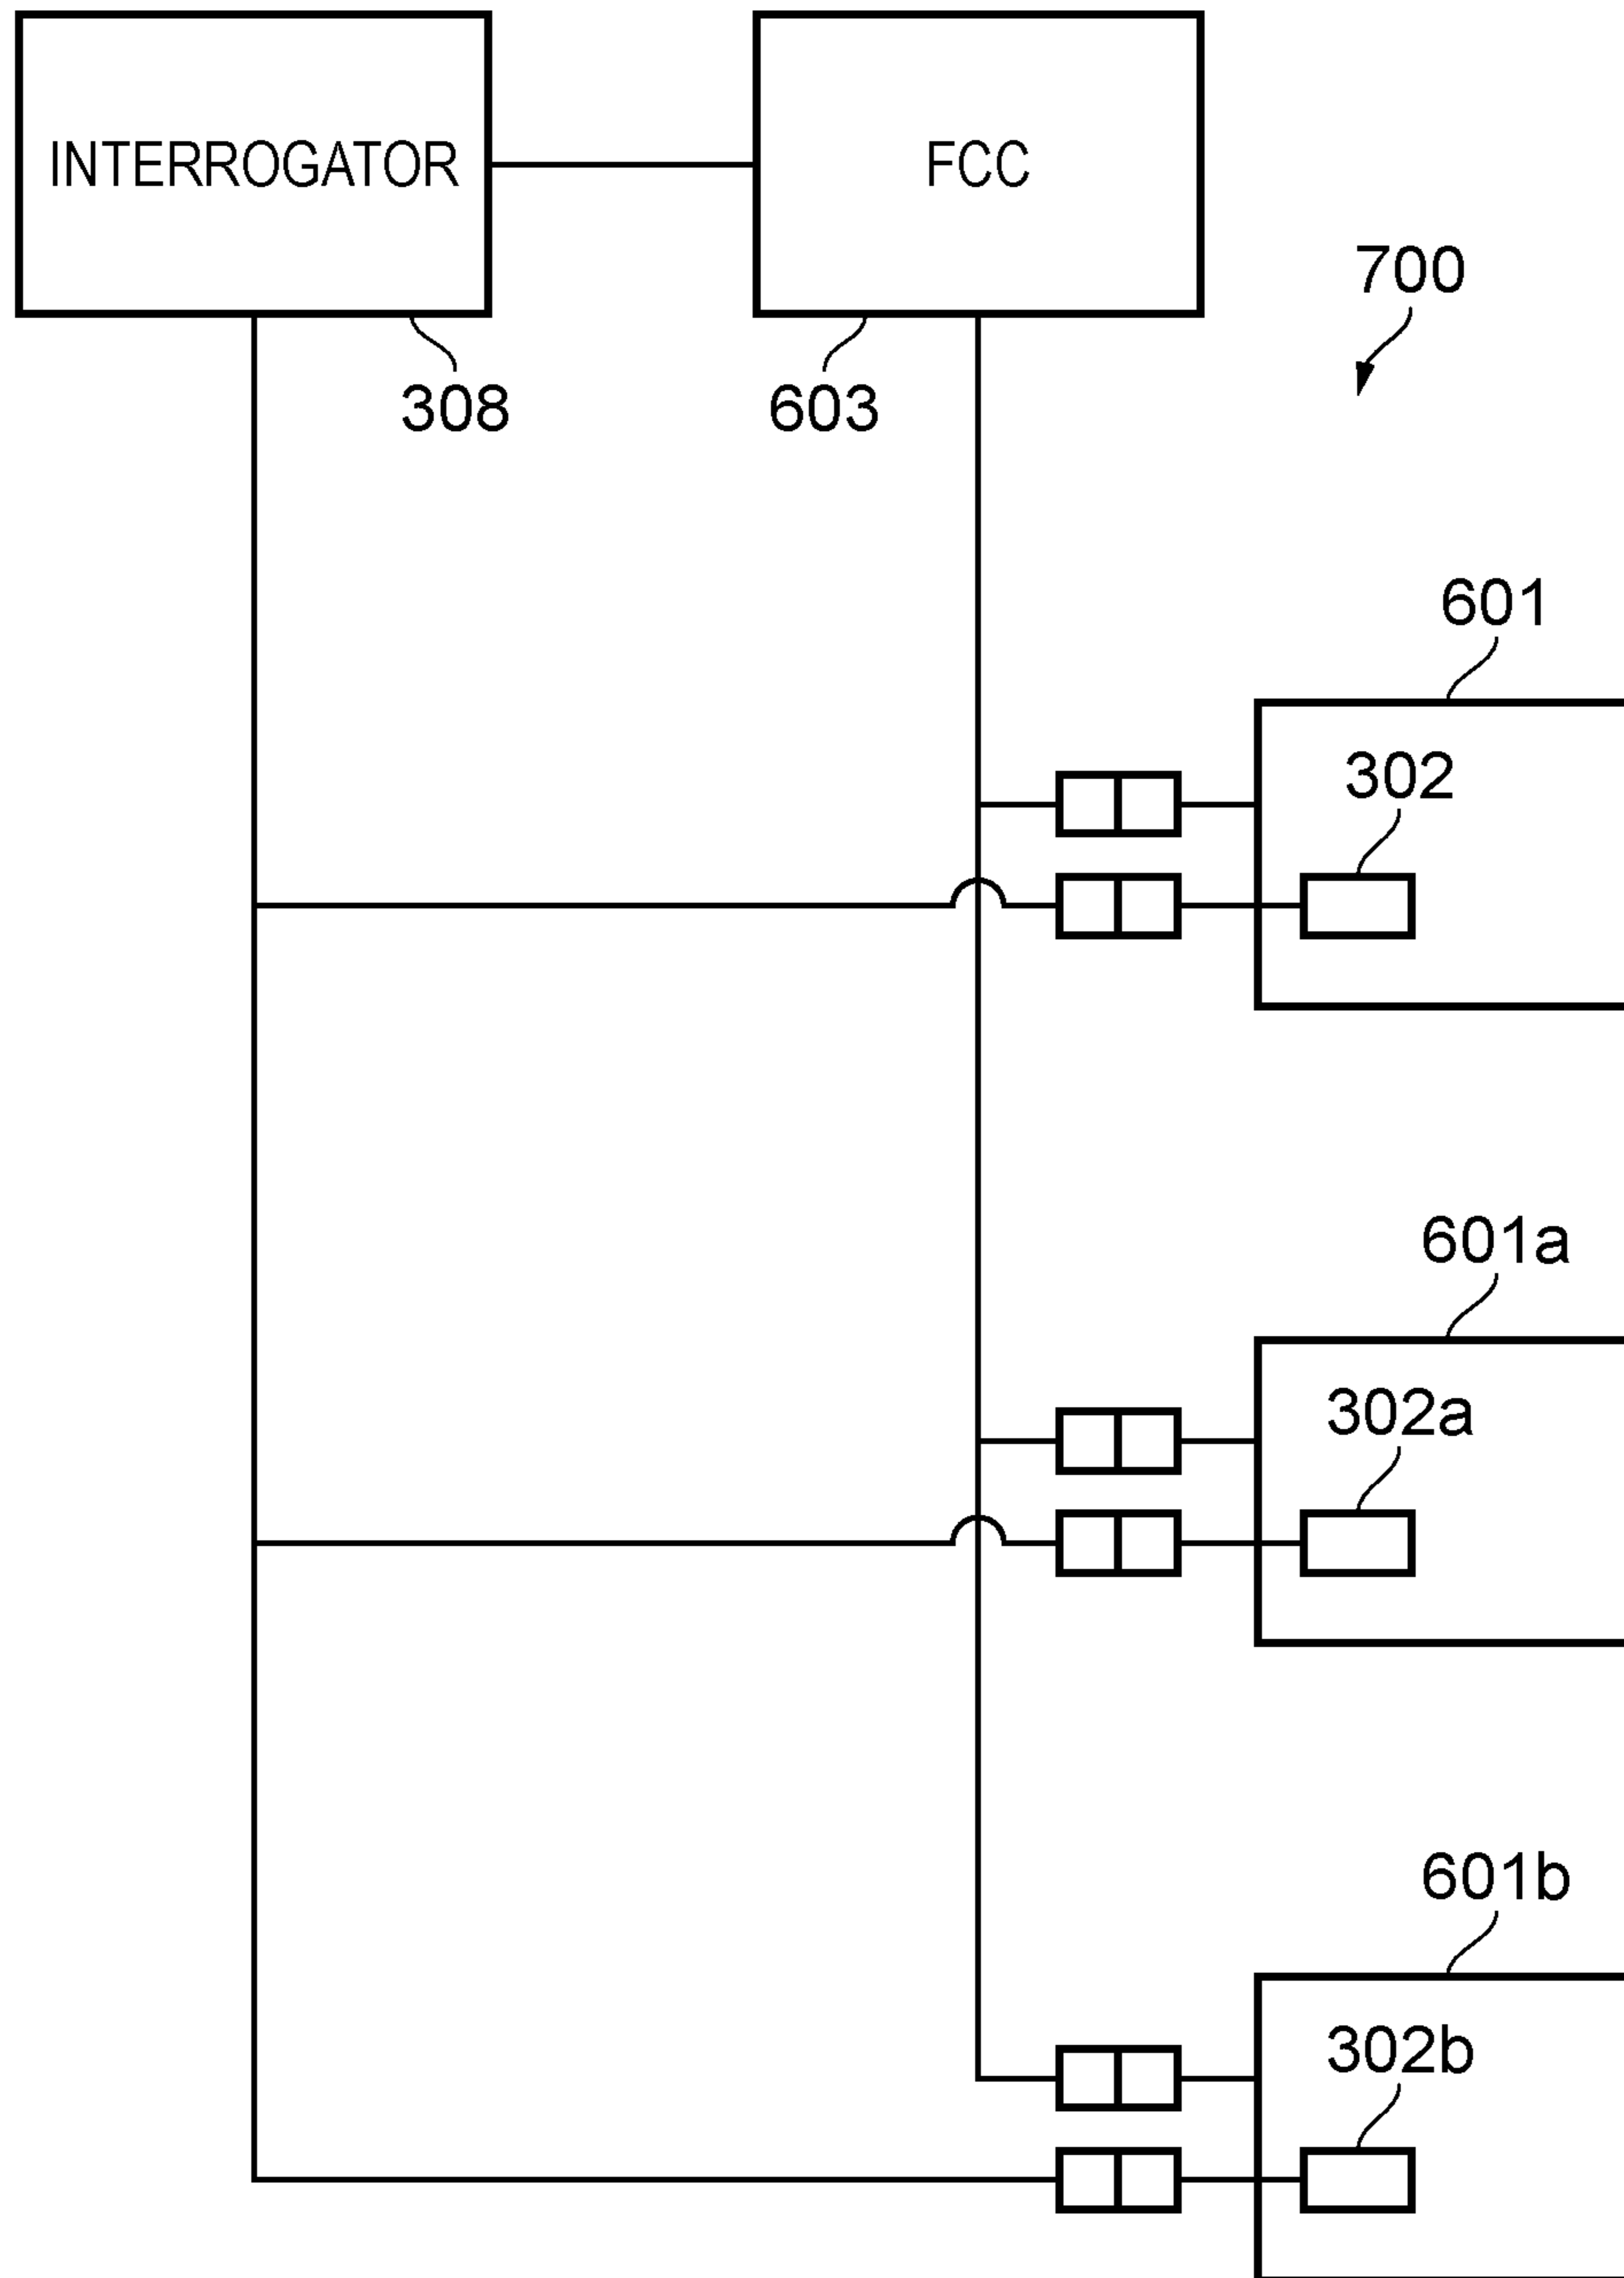 INTERROGATOR
FCC
700
308
603
601
302
601a
302a
601b
302b